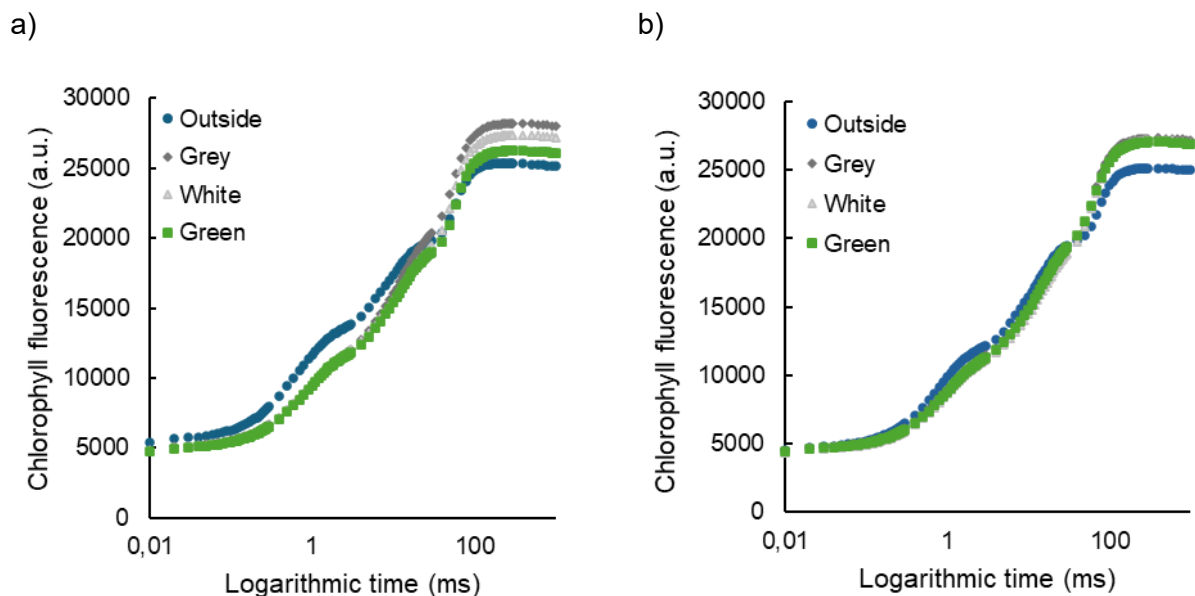 a)
Chlorophyll fluorescence (a.u.)
30000
25000
20000
15000
10000
5000
0
Outside
Grey
White
Green
0,01
1
100
Logarithmic time (ms)
b)
Chlorophyll fluorescence (a.u.)
30000
25000
20000
15000
10000
5000
0
Outside
Grey
White
Green
0,01
1
100
Logarithmic time (ms)